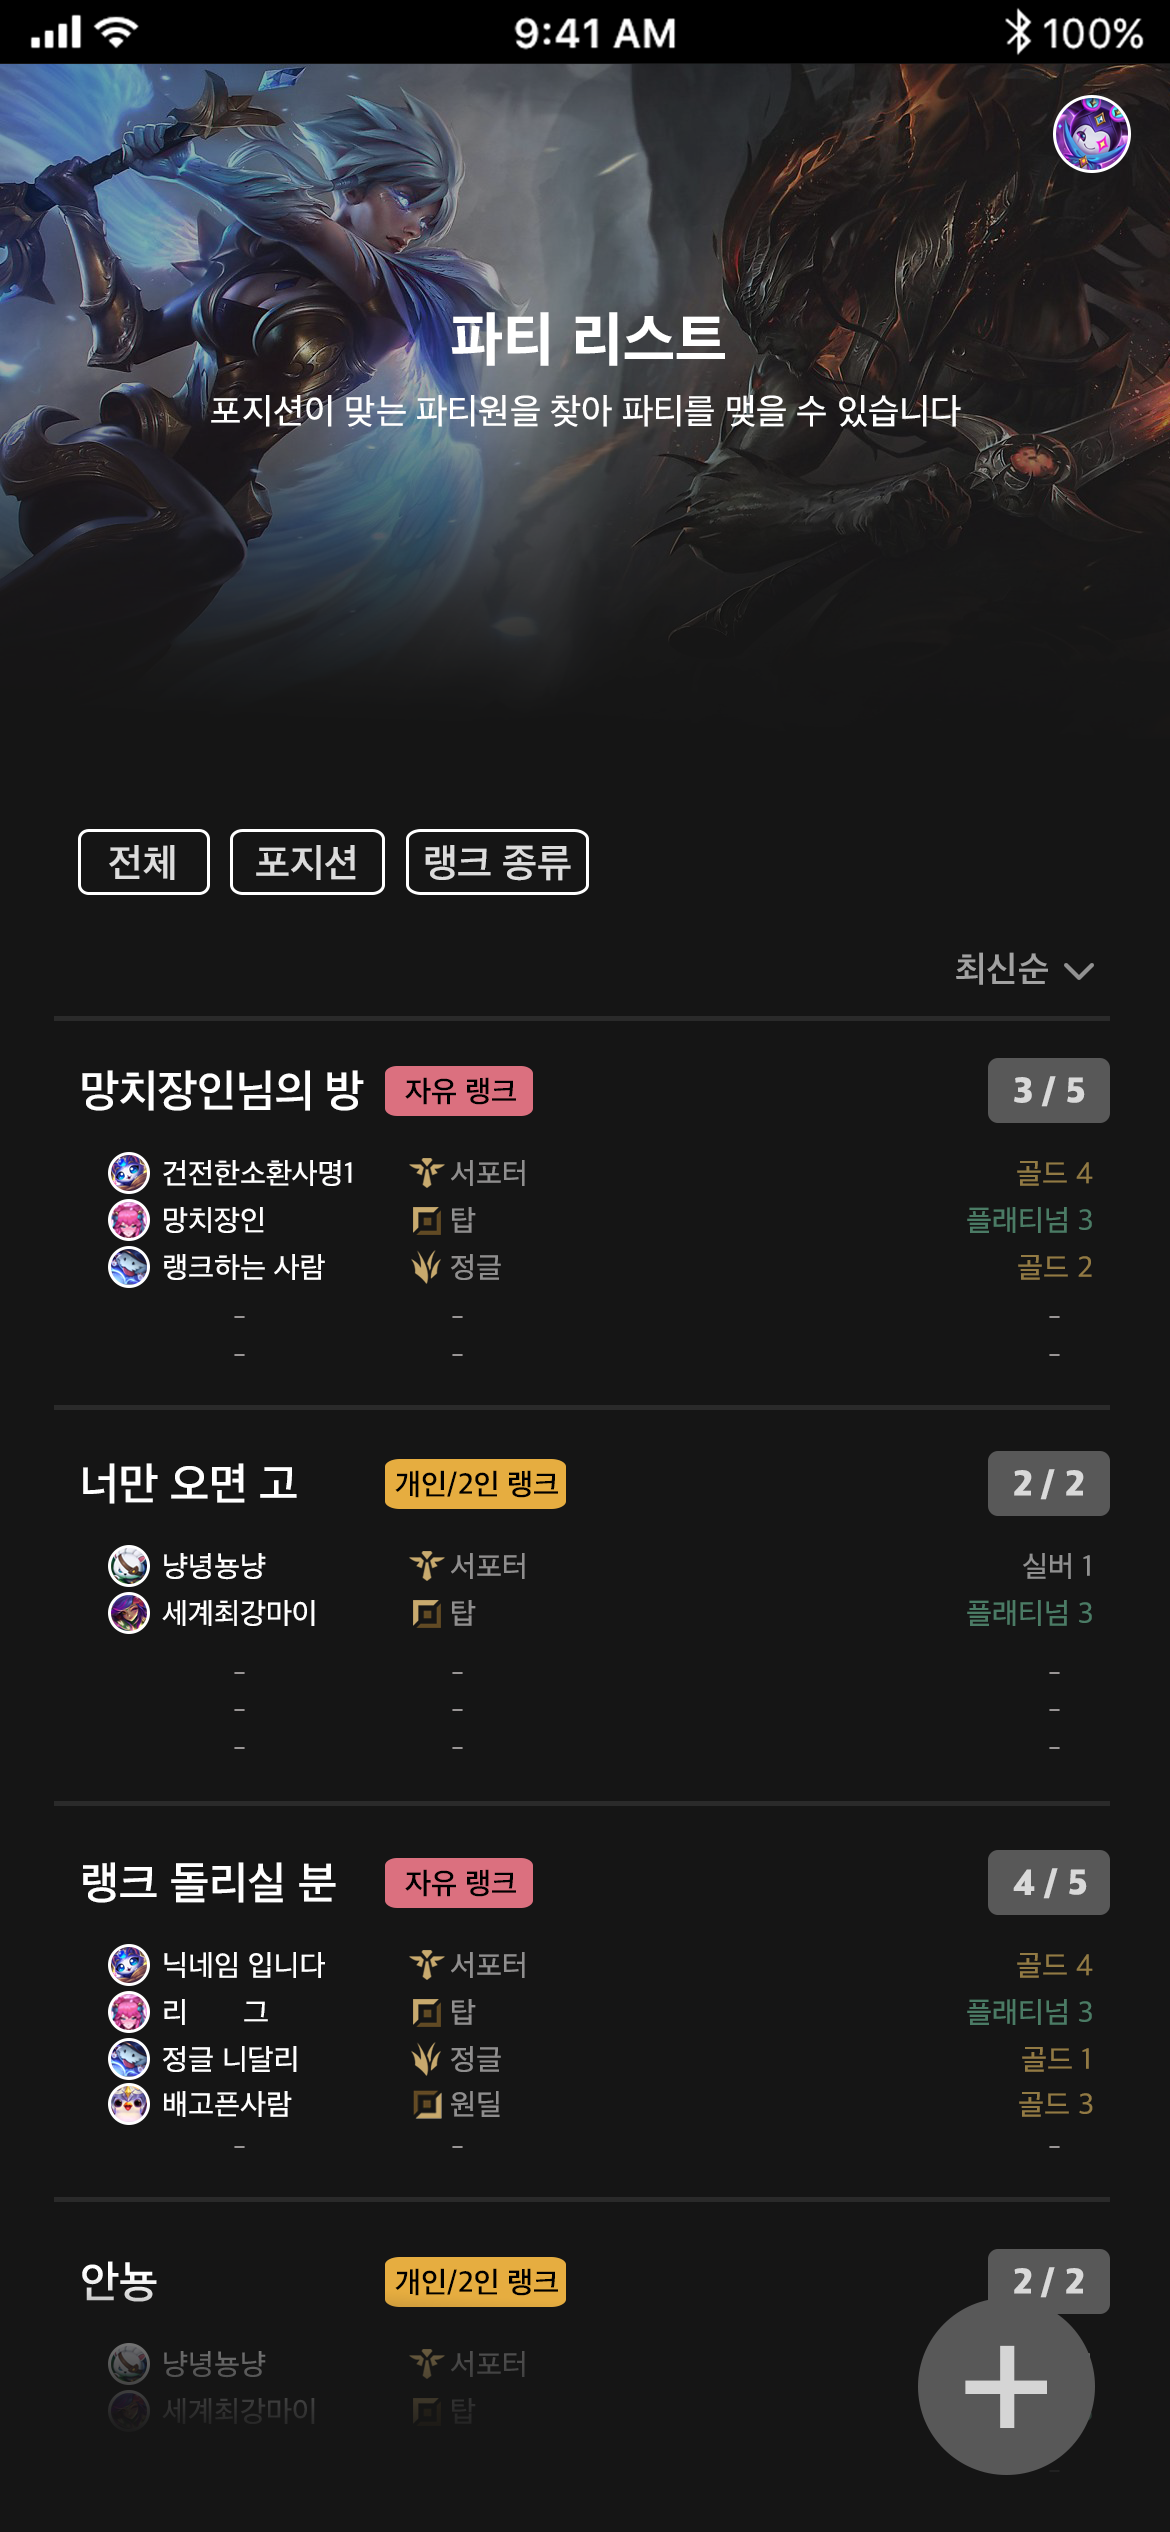 9:41 AM 100%
파티 리스트
포지션이 맞는 파티원을 찾아 파티를 맺을 수 있습니다
전체 포지션 랭크 종류
최신순
망치장인님의 방 자유 랭크 3 / 5
건전한소환사명1 서포터 골드 4
망치장인 탑 플래티넘 3
랭크하는 사람 정글 골드 2
- - -
- - -
너만 오면 고 개인/2인 랭크 2 / 2
냥녕뇽냥 서포터 실버 1
세계최강마이 탑 플래티넘 3
- - -
- - -
- - -
랭크 돌리실 분 자유 랭크 4 / 5
닉네임 입니다 서포터 골드 4
리 그 탑 플래티넘 3
정글 니달리 정글 골드 1
배고픈사람 원딜 골드 3
- - -
안뇽 개인/2인 랭크 2 / 2
냥녕뇽냥 서포터
세계최강마이 탑